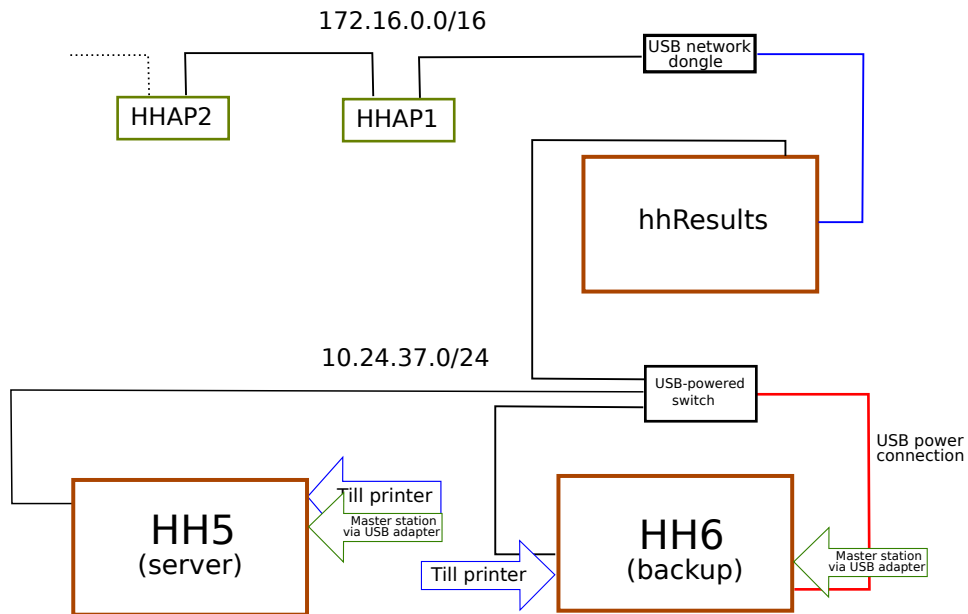 172.16.0.0/16
USB network
dongle
HHAP2
HHAP1
hhResults
10.24.37.0/24
USB-powered
switch
USB power
connection
Till printer
Master station
via USB adapter
HH5
(server)
HH6
(backup)
Till printer
Master station
via USB adapter